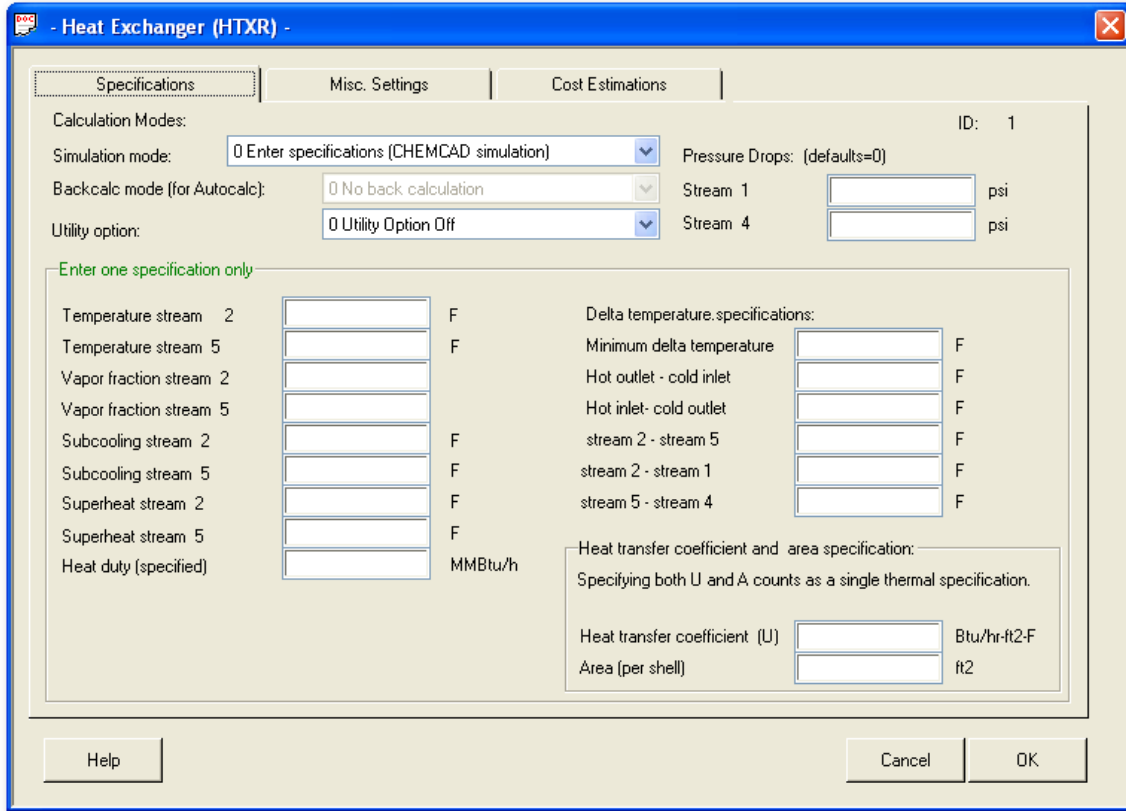 DOC
- Heat Exchanger (HTXR) -
Specifications
Misc. Settings
Cost Estimations
Calculation Modes:
ID: 1
Simulation mode:
0 Enter specifications (CHEMCAD simulation)
Pressure Drops: (defaults=0)
Backcalc mode (for Autocalc):
0 No back calculation
Stream 1
psi
Utility option:
0 Utility Option Off
Stream 4
psi
Enter one specification only
Temperature stream 2
F
Temperature stream 5
F
Vapor fraction stream 2
Vapor fraction stream 5
Subcooling stream 2
F
Subcooling stream 5
F
Superheat stream 2
F
Superheat stream 5
F
Heat duty (specified)
MMBtu/h
Delta temperature.specifications:
Minimum delta temperature
F
Hot outlet - cold inlet
F
Hot inlet- cold outlet
F
stream 2 - stream 5
F
stream 2 - stream 1
F
stream 5 - stream 4
F
Heat transfer coefficient and area specification:
Specifying both U and A counts as a single thermal specification.
Heat transfer coefficient (U)
Btu/hr-ft2-F
Area (per shell)
ft2
Help
Cancel
OK